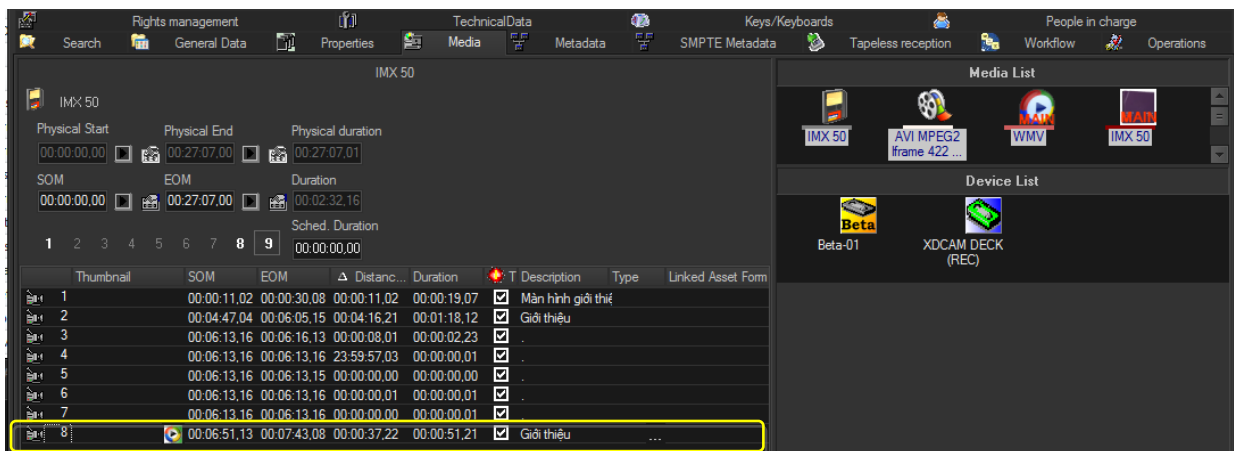 Rights management TechnicalData Keys/Keyboards People in charge
Search General Data Properties Media Metadata SMPTE Metadata Tapeless reception Workflow Operations
IMX 50
IMX 50
Physical Start Physical End Physical duration
00:00:00,00 00:27:07,00 00:27:07,01
SOM EOM Duration
00:00:00,00 00:27:07,00 00:02:32,16
Sched. Duration
1 2 3 4 5 6 7 8 9 00:00:00,00
Thumbnail SOM EOM Δ Distanc... Duration T Description Type Linked Asset Form
1 00:00:11,02 00:00:30,08 00:00:11,02 00:00:19,07 Màn hình giới thiệ
2 00:04:47,04 00:06:05,15 00:04:16,21 00:01:18,12 Giới thiệu
3 00:06:13,16 00:06:16,13 00:00:08,01 00:00:02,23 .
4 00:06:13,16 00:06:13,16 23:59:57,03 00:00:00,01 .
5 00:06:13,16 00:06:13,15 00:00:00,00 00:00:00,00 .
6 00:06:13,16 00:06:13,16 00:00:00,01 00:00:00,01 .
7 00:06:13,16 00:06:13,16 00:00:00,00 00:00:00,01 .
8 00:06:51,13 00:07:43,08 00:00:37,22 00:00:51,21 Giới thiệu ...
Media List
MAIN MAIN
IMX 50 AVI MPEG2 WMV IMX 50
Iframe 422 ...
Device List
Beta
Beta-01 XDCAM DECK
(REC)